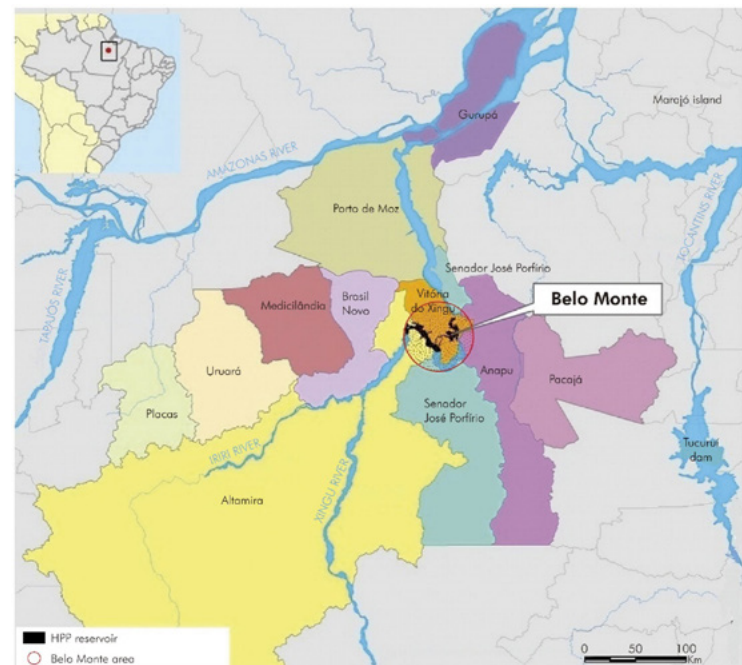 Gurupá
Marajó island
AMAZONAS RIVER
TOCANTINS RIVER
Porto de Moz
TAPAJÓS RIVER
Senador José Porfírio
Medicilândia
Brasil
Novo
Vitória
do Xingu
Belo Monte
Uruará
Anapu
Pacajá
Placas
Senador
José Porfírio
IRIRI RIVER
XINGU RIVER
Tucuruí
dam
Altamira
HPP reservoir
Belo Monte area
0
50
100
Km